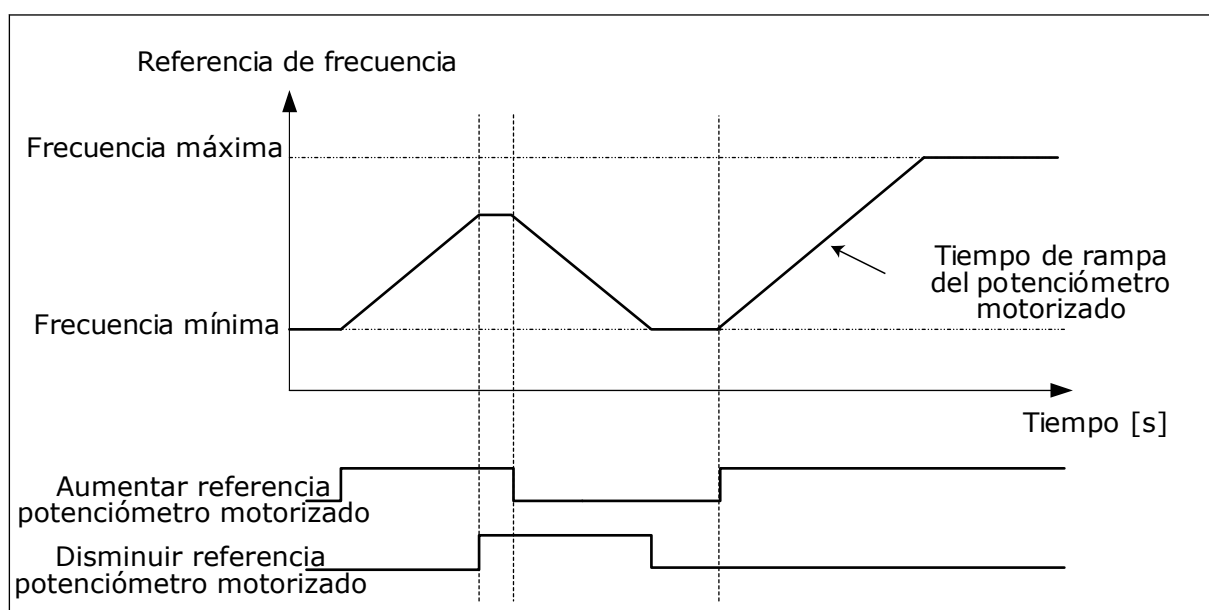 Referencia de frecuencia
Frecuencia máxima
Tiempo de rampa
del potenciómetro
motorizado
Frecuencia mínima
Tiempo [s]
Aumentar referencia
potenciómetro motorizado
Disminuir referencia
potenciómetro motorizado